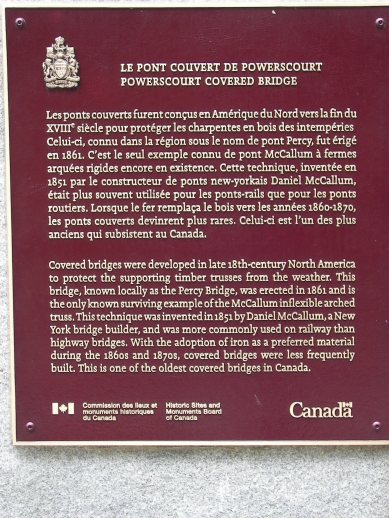 LE PONT COUVERT DE POWERSCOURT
POWERSCOURT COVERED BRIDGE
Les ponts couverts furent conçus en Amérique du Nord vers la fin du
XVIIIe siècle pour protéger les charpentes en bois des intempéries
Celui-ci, connu dans la région sous le nom de pont Percy, fut érigé
en 1861. C'est le seul exemple connu de pont McCallum à fermes
arquées rigides encore en existence. Cette technique, inventée en
1851 par le constructeur de ponts new-yorkais Daniel McCallum,
était plus souvent utilisée pour les ponts-rails que pour les ponts
routiers. Lorsque le fer remplaça le bois vers les années 1860-1870,
les ponts couverts devinrent plus rares. Celui-ci est l'un des plus
anciens qui subsistent au Canada.
Covered bridges were developed in late 18th-century North America
to protect the supporting timber trusses from the weather. This
bridge, known locally as the Percy Bridge, was erected in 1861 and is
the only known surviving example of the McCallum inflexible arched
truss. This technique was invented in 1851 by Daniel McCallum, a New
York bridge builder, and was more commonly used on railway than
highway bridges. With the adoption of iron as a preferred material
during the 1860s and 1870s, covered bridges were less frequently
built. This is one of the oldest covered bridges in Canada.
Commission des lieux et
monuments historiques
du Canada
Historic Sites and
Monuments Board
of Canada
Canada